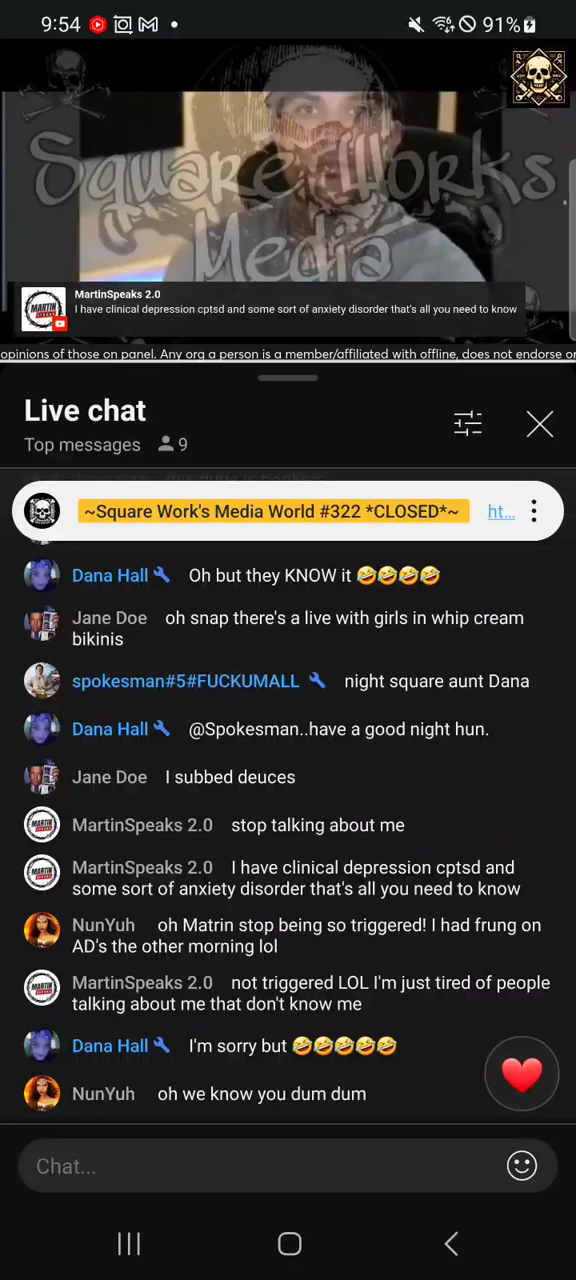 9:54
91%
Square Works
Media
MARTIN
MartinSpeaks 2.0
I have clinical depression cptsd and some sort of anxiety disorder that's all you need to know
opinions of those on panel. Any org a person is a member/affiliated with offline, does not endorse or
Live chat
Top messages 9
~Square Work's Media World #322 *CLOSED*~ ht...
Dana Hall Oh but they KNOW it 🤣🤣🤣🤣
Jane Doe oh snap there's a live with girls in whip cream
bikinis
spokesman#5#FUCKUMALL night square aunt Dana
Dana Hall @Spokesman..have a good night hun.
Jane Doe I subbed deuces
MartinSpeaks 2.0 stop talking about me
MartinSpeaks 2.0 I have clinical depression cptsd and
some sort of anxiety disorder that's all you need to know
NunYuh oh Matrin stop being so triggered! I had frung on
AD's the other morning lol
MartinSpeaks 2.0 not triggered LOL I'm just tired of people
talking about me that don't know me
Dana Hall I'm sorry but 🤣🤣🤣🤣🤣
NunYuh oh we know you dum dum
Chat...